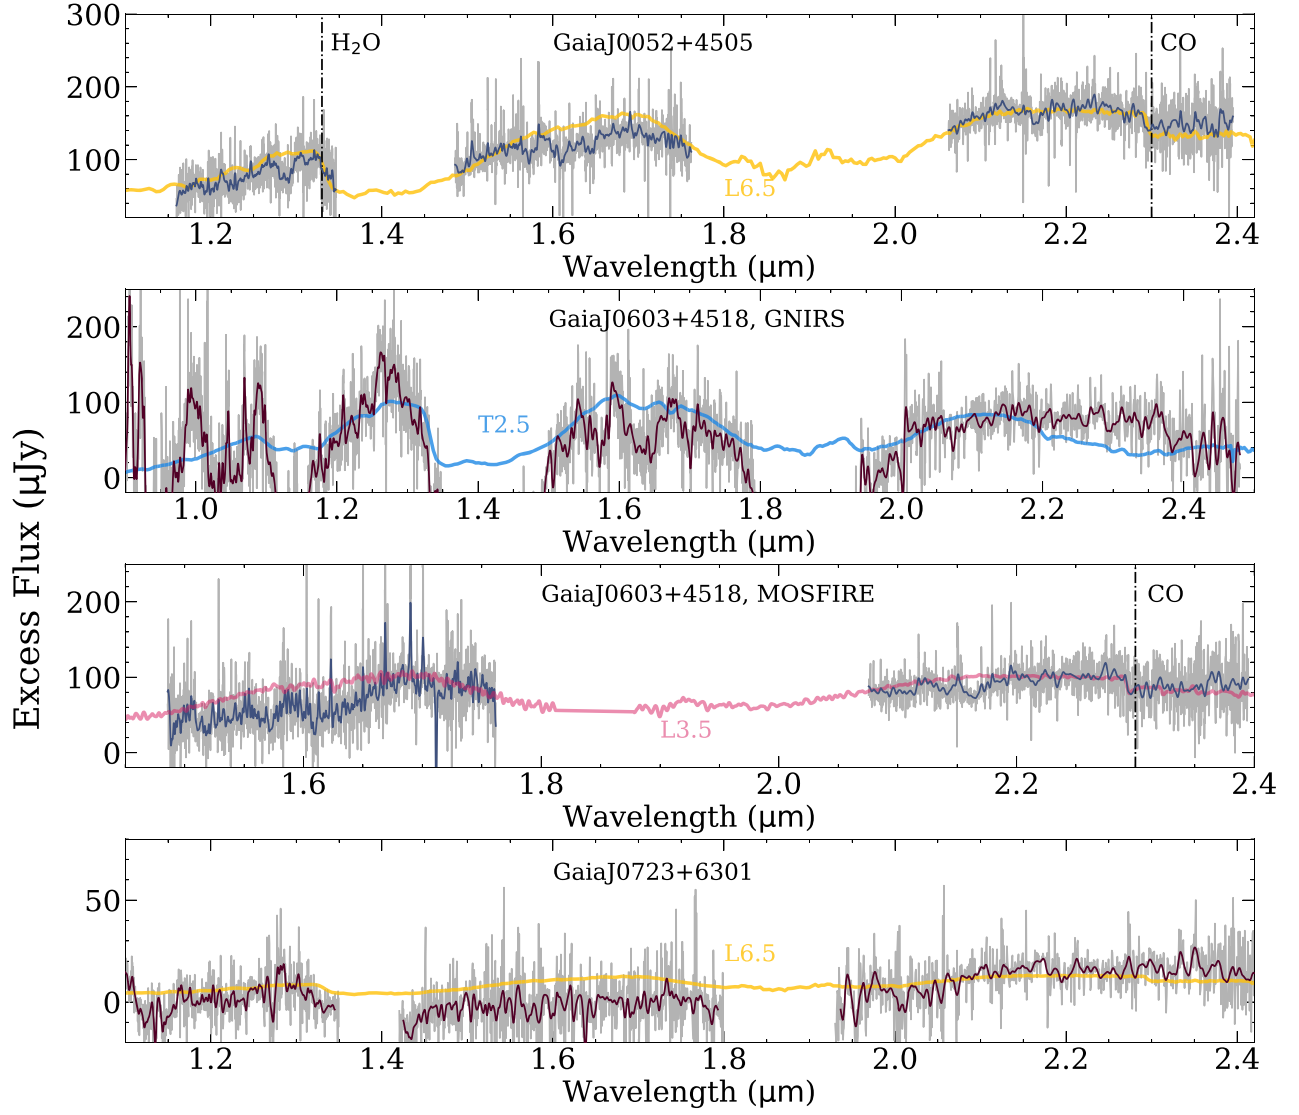 Excess Flux (μJy)
300
200
100
H₂O
GaiaJ0052+4505
CO
L6.5
1.2 1.4 1.6 1.8 2.0 2.2 2.4
Wavelength (μm)
200
100
0
GaiaJ0603+4518, GNIRS
T2.5
1.0 1.2 1.4 1.6 1.8 2.0 2.2 2.4
Wavelength (μm)
200
100
0
GaiaJ0603+4518, MOSFIRE
CO
L3.5
1.6 1.8 2.0 2.2 2.4
Wavelength (μm)
50
0
GaiaJ0723+6301
L6.5
1.2 1.4 1.6 1.8 2.0 2.2 2.4
Wavelength (μm)